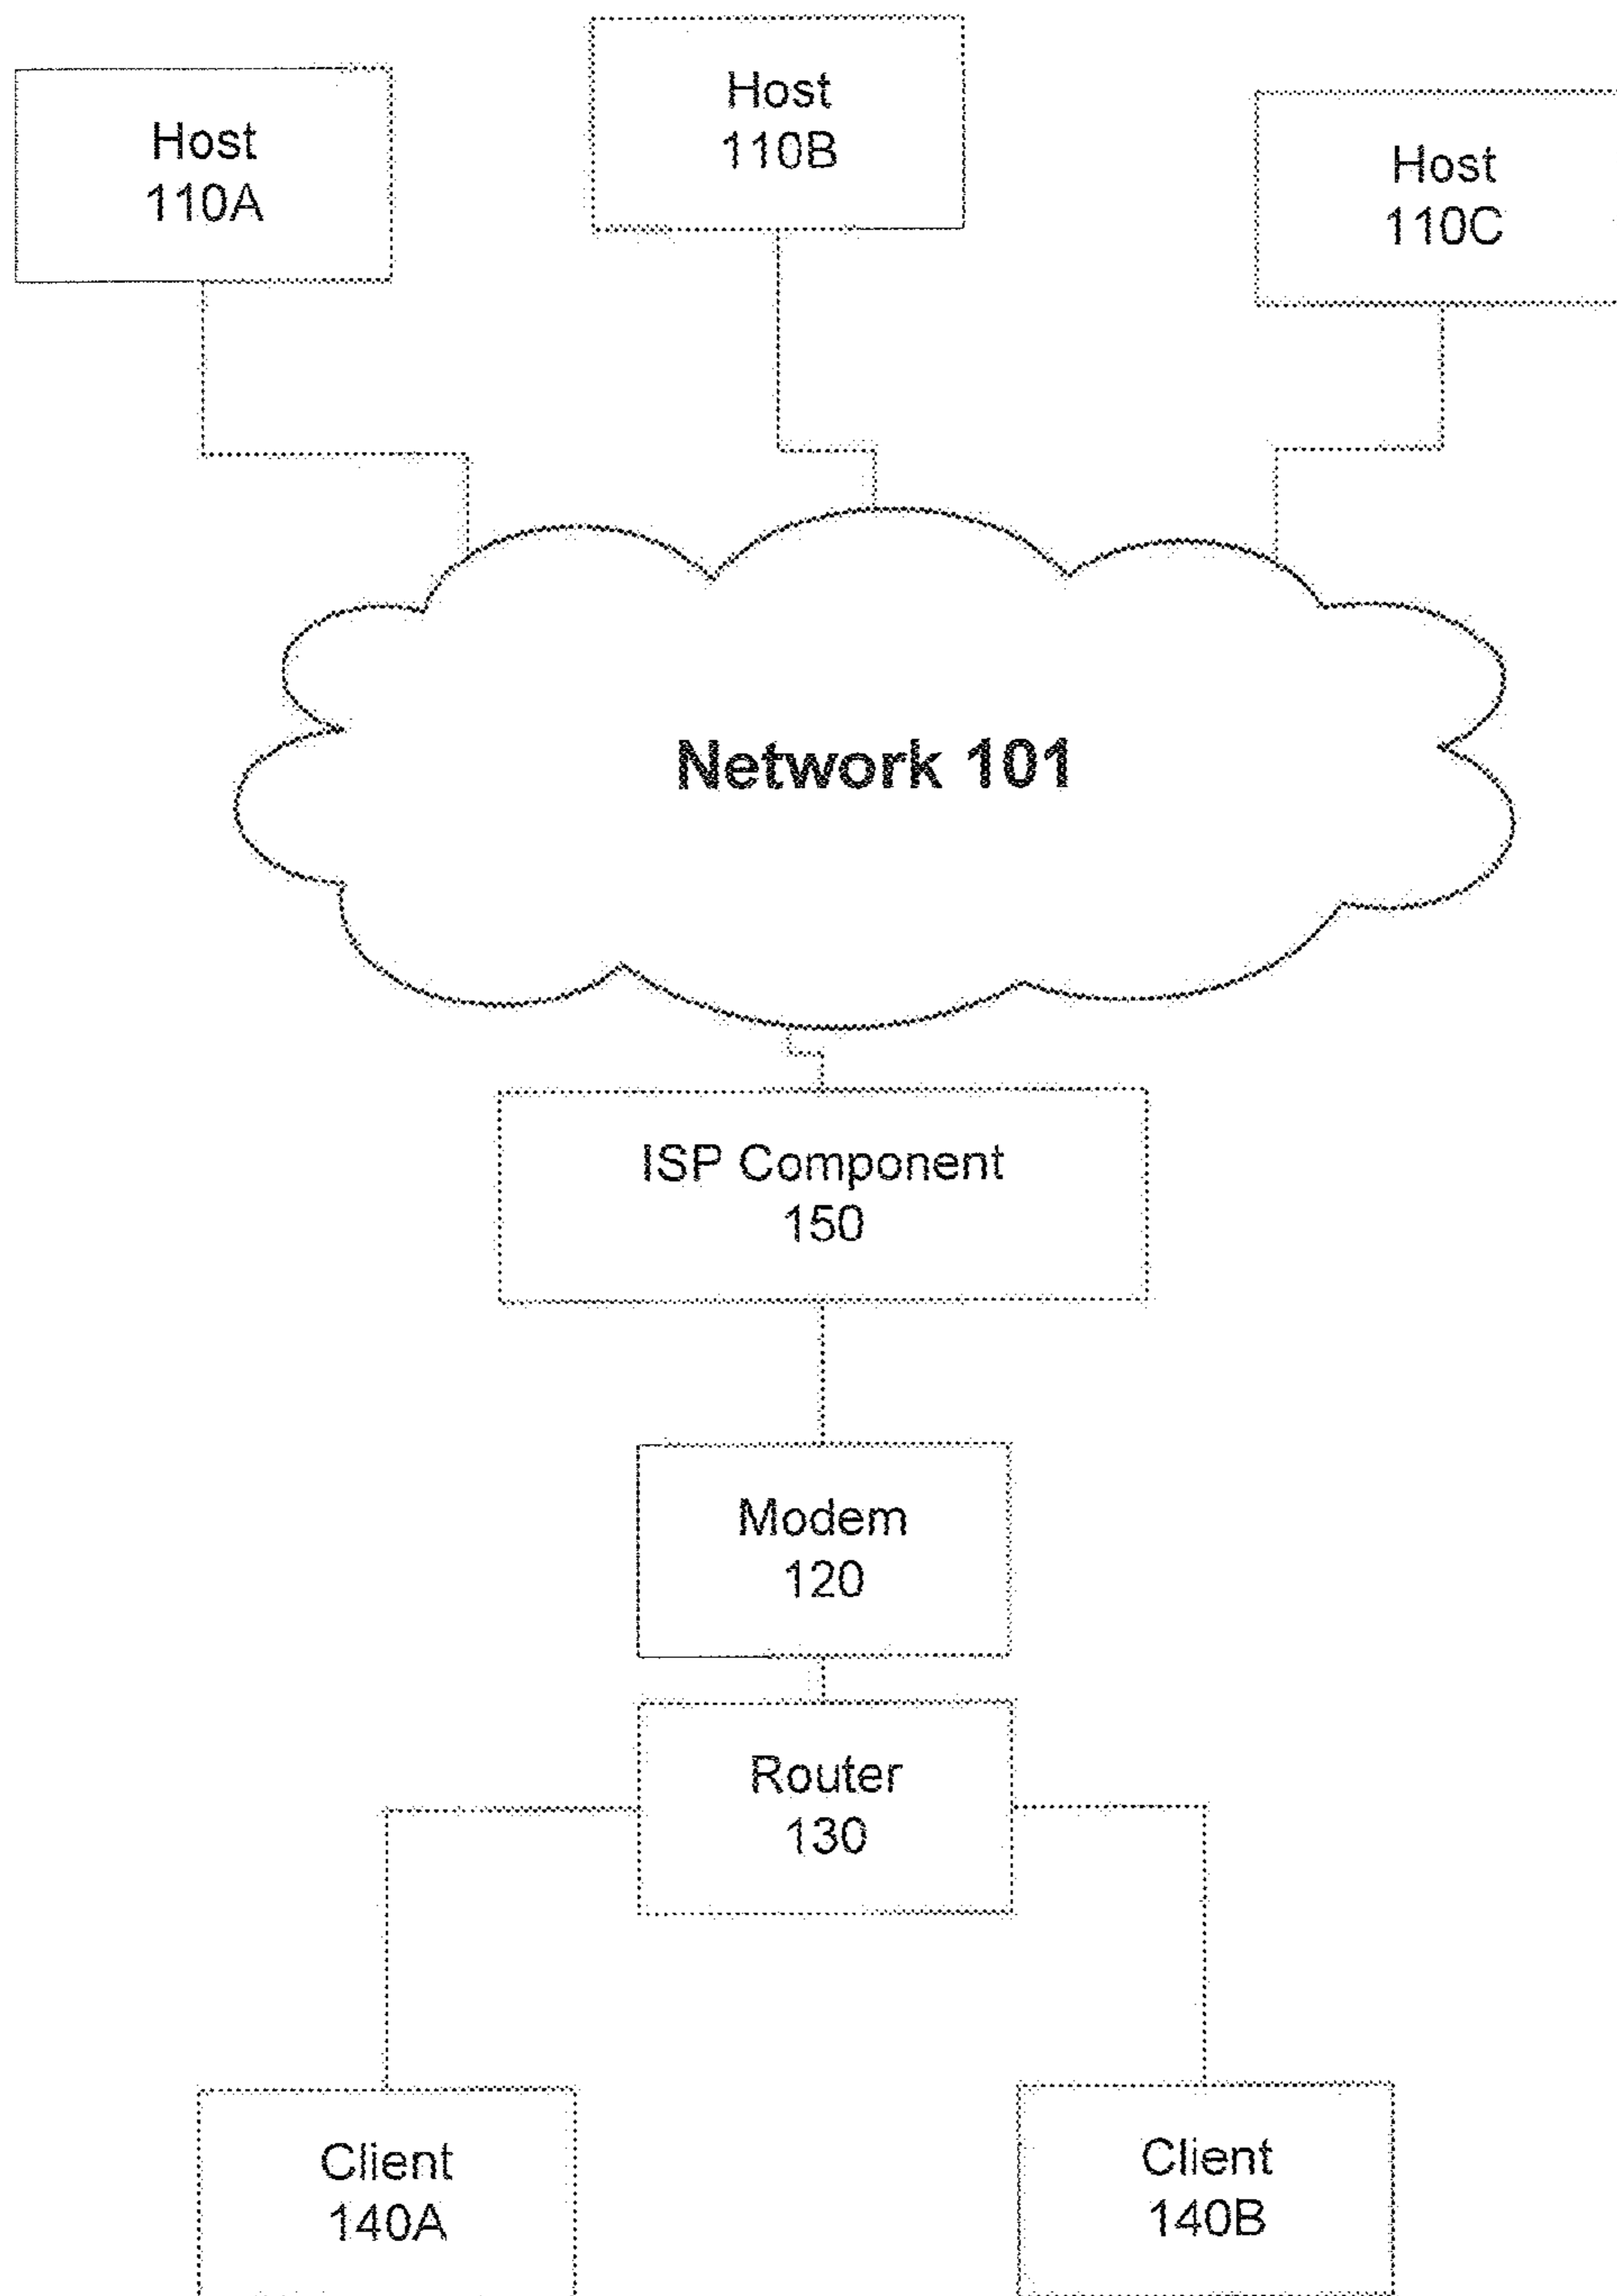 Host
110A
Host
110B
Host
110C
Network 101
ISP Component
150
Modem
120
Router
130
Client
140A
Client
140B